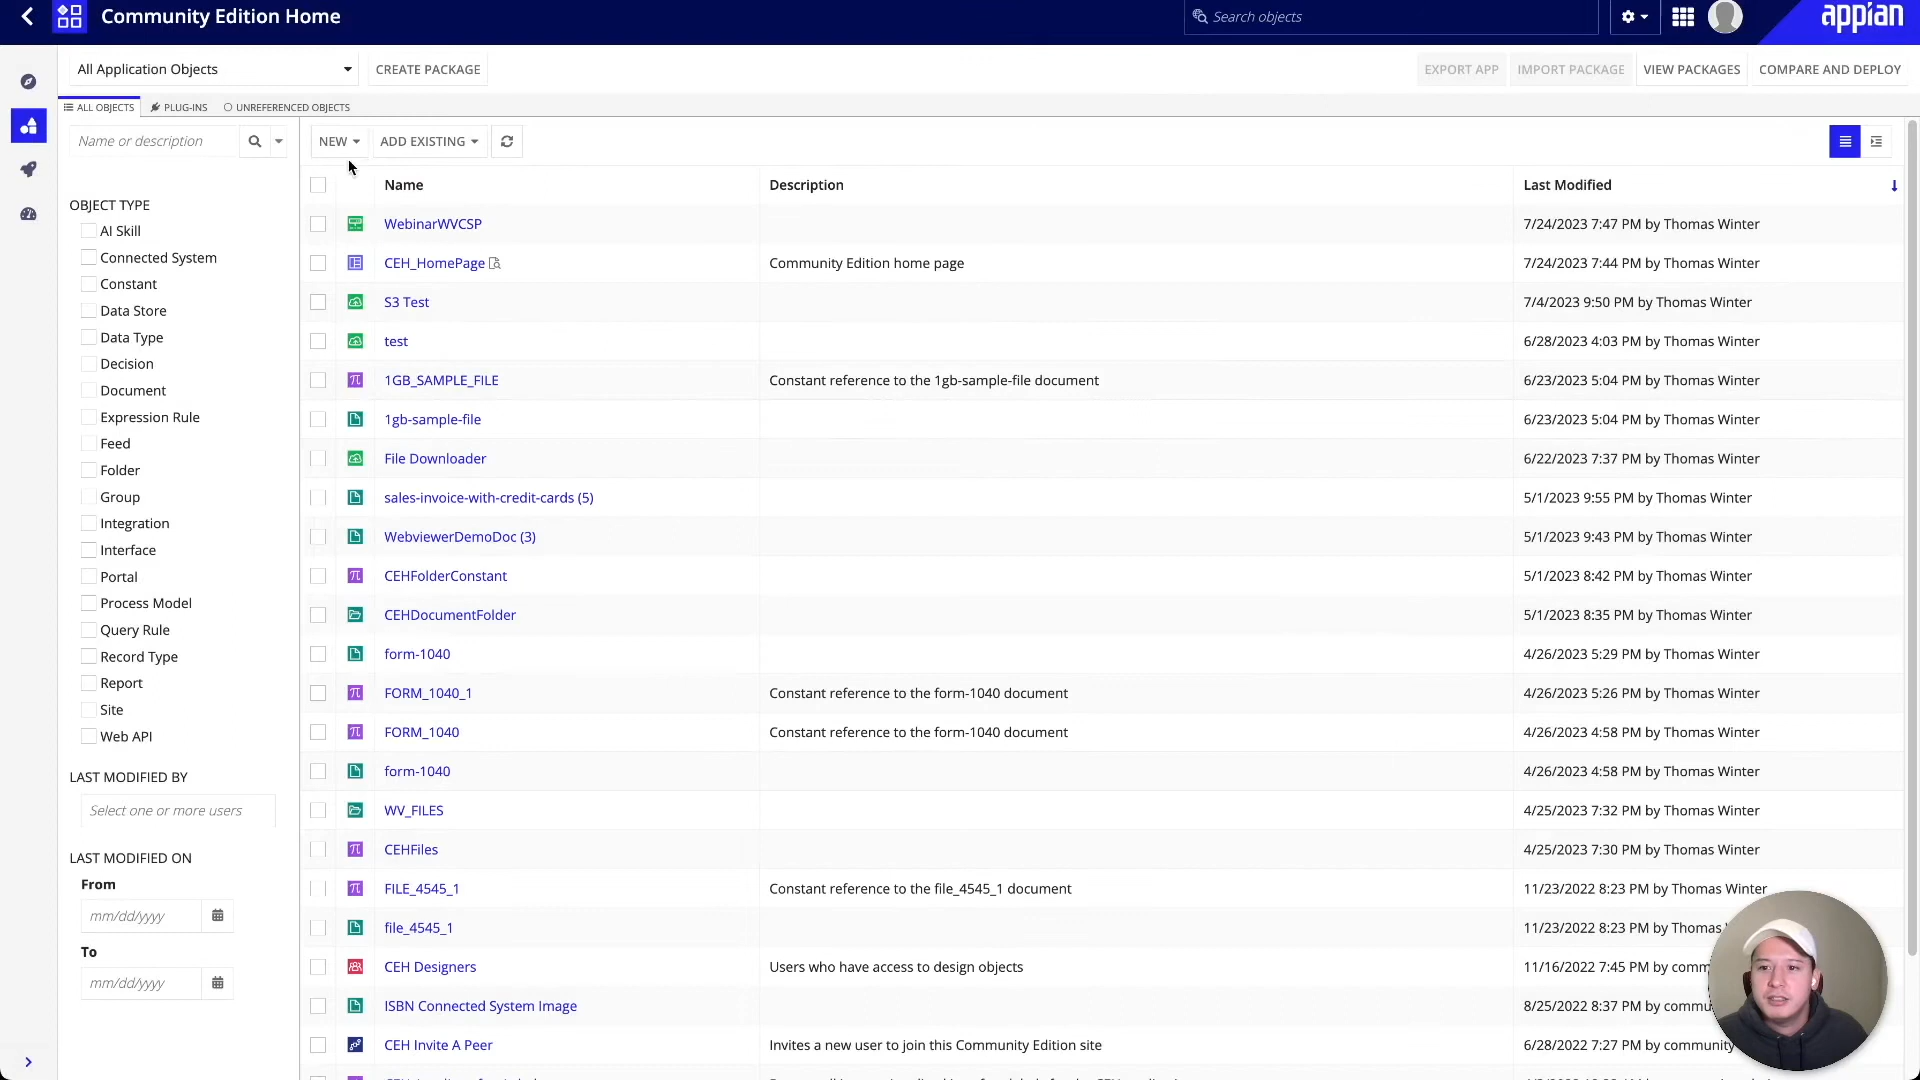 Community Edition Home
Search objects
appian
All Application Objects
CREATE PACKAGE
EXPORT APP
IMPORT PACKAGE
VIEW PACKAGES
COMPARE AND DEPLOY
ALL OBJECTS
PLUG-INS
UNREFERENCED OBJECTS
Name or description
NEW
ADD EXISTING
OBJECT TYPE
AI Skill
Connected System
Constant
Data Store
Data Type
Decision
Document
Expression Rule
Feed
Folder
Group
Integration
Interface
Portal
Process Model
Query Rule
Record Type
Report
Site
Web API
LAST MODIFIED BY
Select one or more users
LAST MODIFIED ON
From
mm/dd/yyyy
To
mm/dd/yyyy
Name Description Last Modified
WebinarWVCSP 7/24/2023 7:47 PM by Thomas Winter
CEH_HomePage Community Edition home page 7/24/2023 7:44 PM by Thomas Winter
S3 Test 7/4/2023 9:50 PM by Thomas Winter
test 6/28/2023 4:03 PM by Thomas Winter
1GB_SAMPLE_FILE Constant reference to the 1gb-sample-file document 6/23/2023 5:04 PM by Thomas Winter
1gb-sample-file 6/23/2023 5:04 PM by Thomas Winter
File Downloader 6/22/2023 7:37 PM by Thomas Winter
sales-invoice-with-credit-cards (5) 5/1/2023 9:55 PM by Thomas Winter
WebviewerDemoDoc (3) 5/1/2023 9:43 PM by Thomas Winter
CEHFolderConstant 5/1/2023 8:42 PM by Thomas Winter
CEHDocumentFolder 5/1/2023 8:35 PM by Thomas Winter
form-1040 4/26/2023 5:29 PM by Thomas Winter
FORM_1040_1 Constant reference to the form-1040 document 4/26/2023 5:26 PM by Thomas Winter
FORM_1040 Constant reference to the form-1040 document 4/26/2023 4:58 PM by Thomas Winter
form-1040 4/26/2023 4:58 PM by Thomas Winter
WV_FILES 4/25/2023 7:32 PM by Thomas Winter
CEHFiles 4/25/2023 7:30 PM by Thomas Winter
FILE_4545_1 Constant reference to the file_4545_1 document 11/23/2022 8:23 PM by Thomas Winter
file_4545_1 11/23/2022 8:23 PM by Thomas
CEH Designers Users who have access to design objects 11/16/2022 7:45 PM by comm
ISBN Connected System Image 8/25/2022 8:37 PM by commu
CEH Invite A Peer Invites a new user to join this Community Edition site 6/28/2022 7:27 PM by community